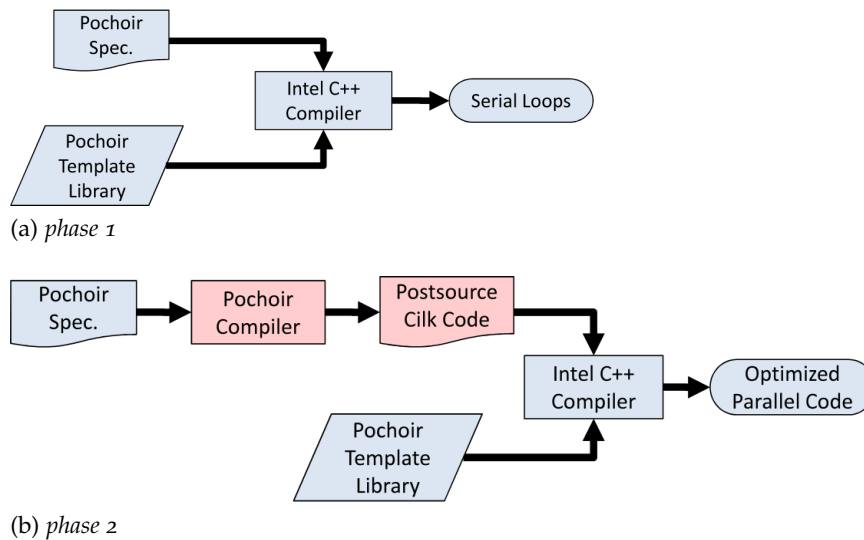 Pochoir
Spec.
Intel C++
Compiler
Serial Loops
Pochoir
Template
Library
(a) phase 1
Pochoir
Spec.
Pochoir
Compiler
Postsource
Cilk Code
Intel C++
Compiler
Optimized
Parallel Code
Pochoir
Template
Library
(b) phase 2